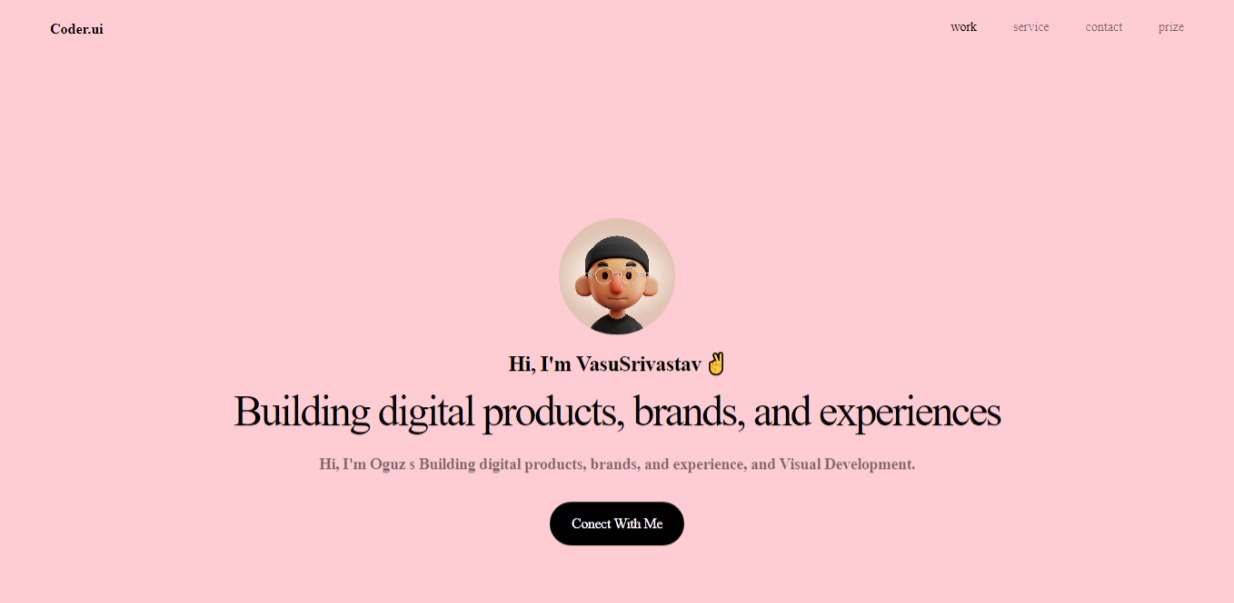 Coder.ui
work service contact prize
Hi, I'm VasuSrivastav ✌
Building digital products, brands, and experiences
Hi, I'm Oguz s Building digital products, brands, and experience, and Visual Development.
Conect With Me